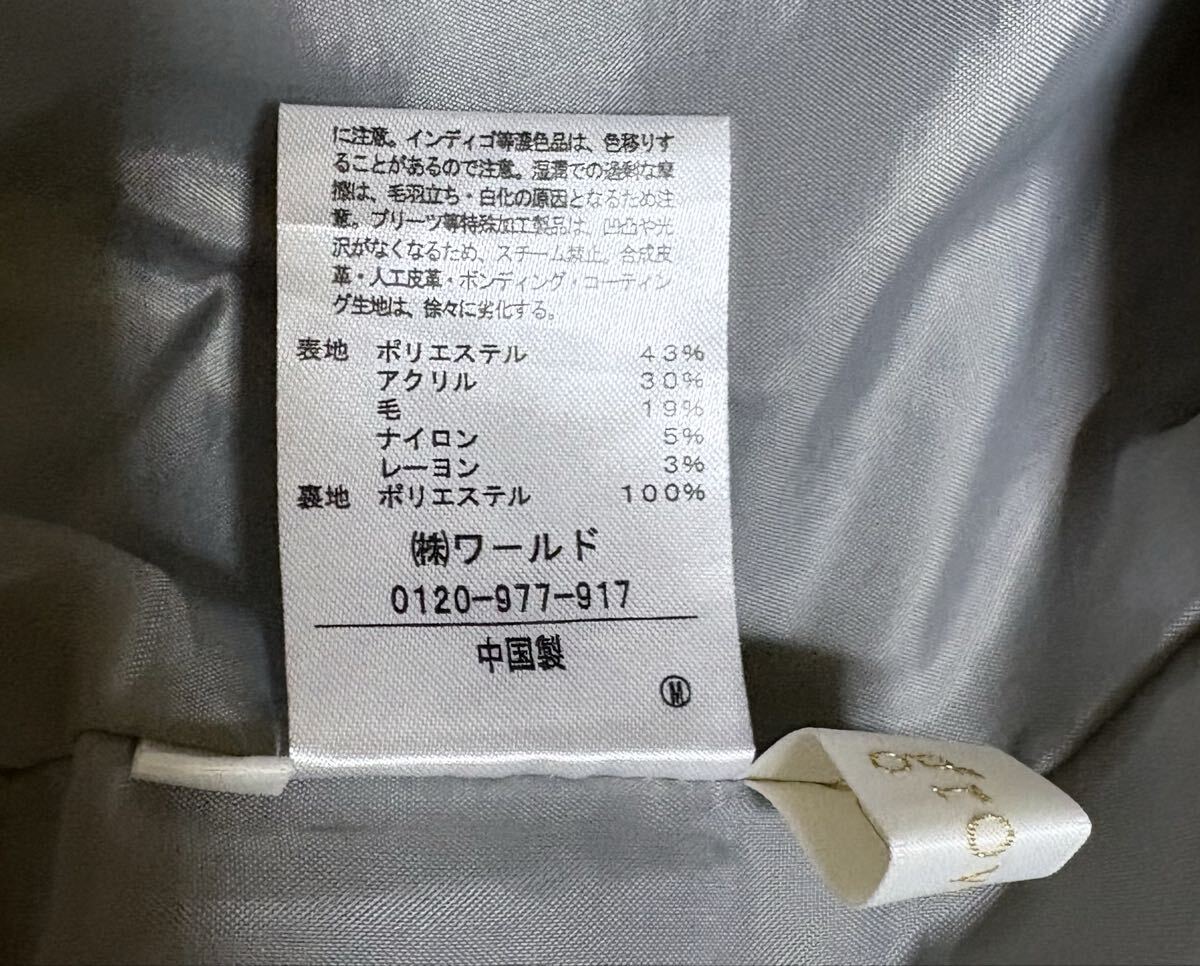 に注意。インディゴ等濃色品は、色移りす
ることがあるので注意。湿潤での過剰な摩
擦は、毛羽立ち・白化の原因となるため注
意。プリーツ等特殊加工製品は、凹凸や光
沢がなくなるため、スチーム禁止。合成皮
革・人工皮革・ボンディング・コーティン
グ生地は、徐々に劣化する。
表地 ポリエステル 43%
アクリル 30%
毛 19%
ナイロン 5%
レーヨン 3%
裏地 ポリエステル 100%
㈱ワールド
0120-977-917
中国製
Ⓜ